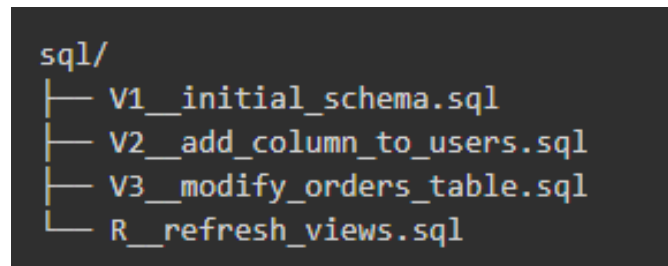 sql/
├── V1__initial_schema.sql
├── V2__add_column_to_users.sql
├── V3__modify_orders_table.sql
└── R__refresh_views.sql